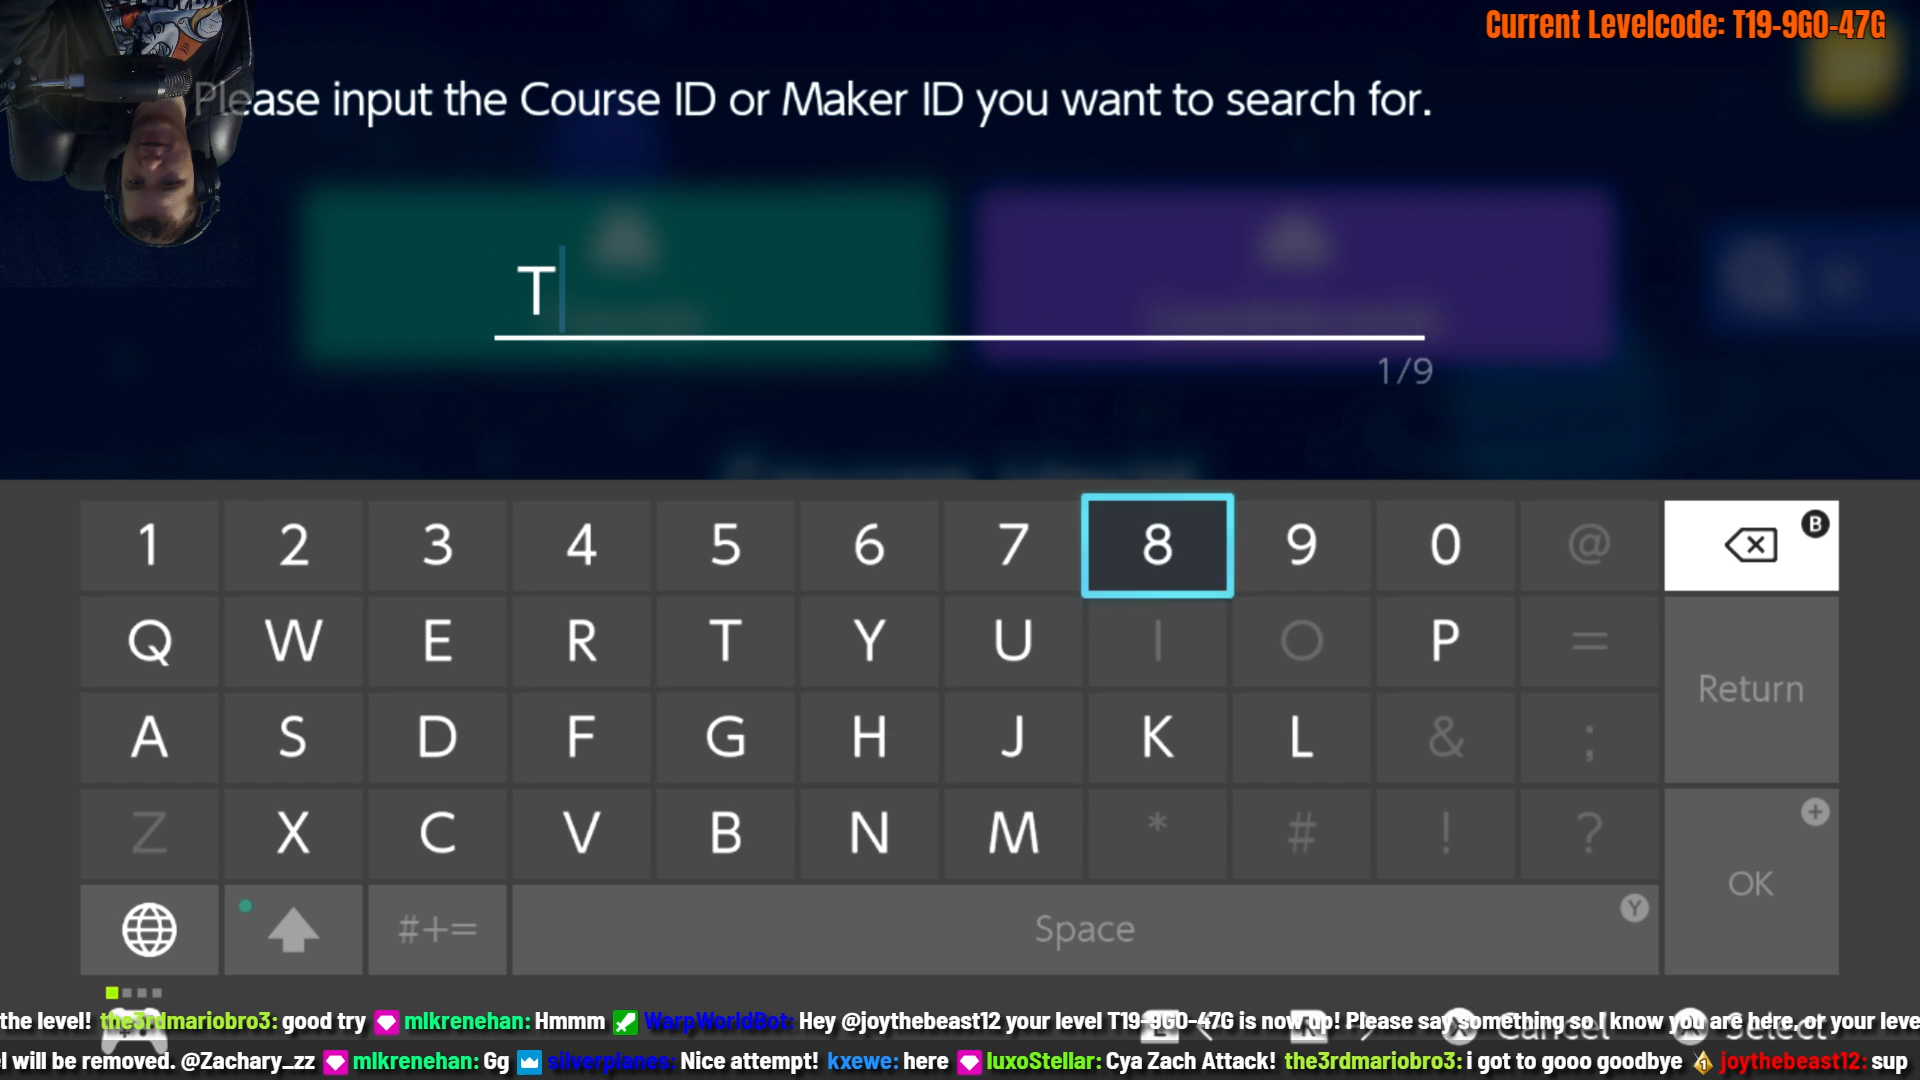 Current Levelcode: T19-9G0-47G
Please input the Course ID or Maker ID you want to search for.
T
1/9
1 2 3 4 5 6 7 8 9 0 @ B
Q W E R T Y U I O P =
Return
A S D F G H J K L & ;
Z X C V B N M * # ! ? +
OK
#+= Space Y
the level! the3rdmariobro3: good try mlkrenehan: Hmmm WarpWorldBot: Hey @joythebeast12 your level T19-9G0-47G is now up! Please say something so I know you are here, or your leve
Cancel Select
l will be removed. @Zachary_zz mlkrenehan: Gg silverplanes: Nice attempt! kxewe: here luxoStellar: Cya Zach Attack! the3rdmariobro3: i got to gooo goodbye joythebeast12: sup